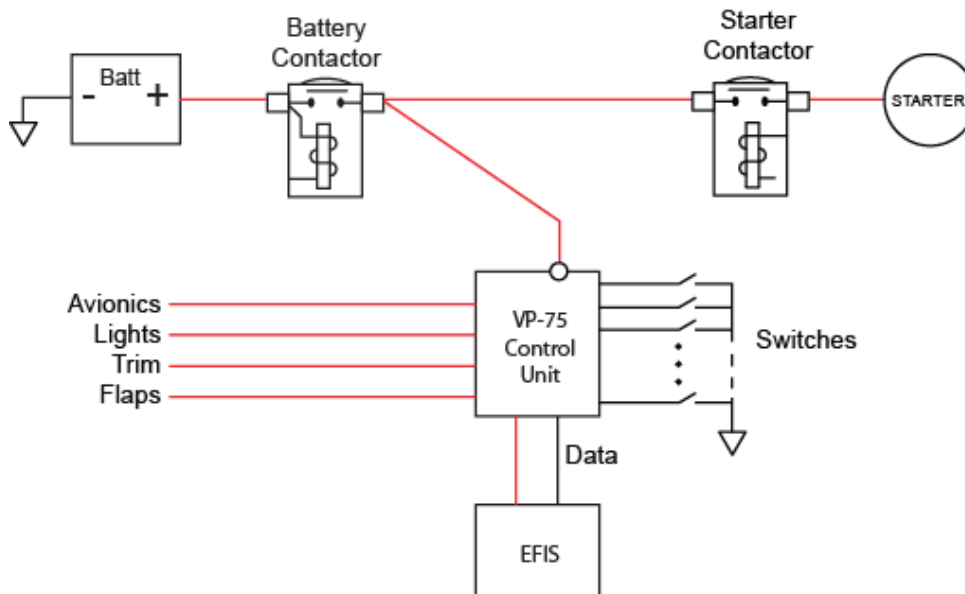 Battery
Contactor
Starter
Contactor
Batt
- +
STARTER
Avionics
Lights
Trim
Flaps
VP-75
Control
Unit
Switches
Data
EFIS